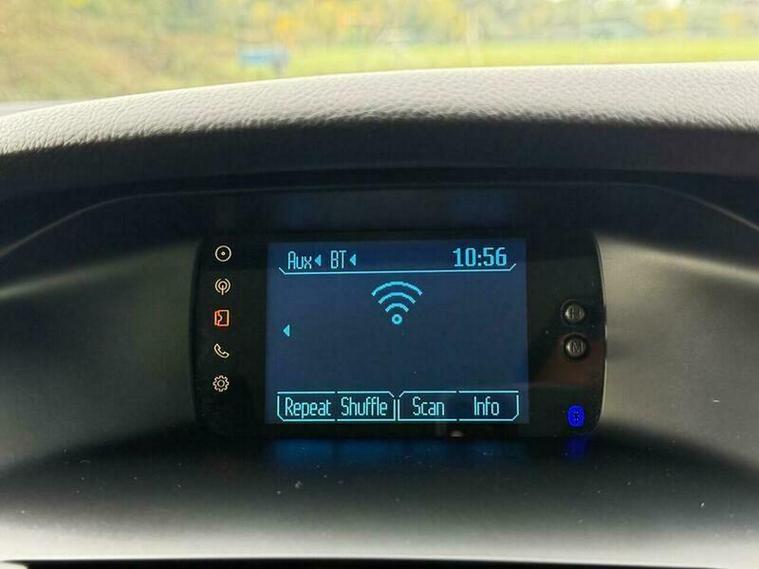 Aux BT 10:56
H
M
Repeat Shuffle Scan Info